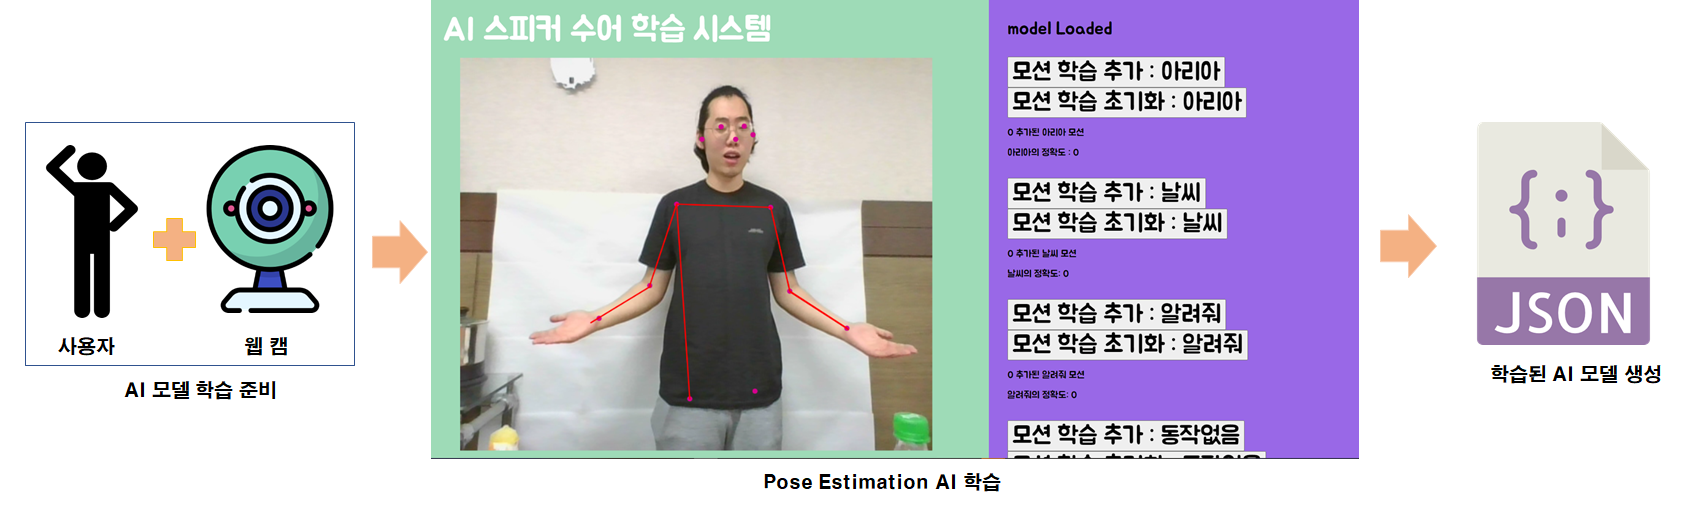 사용자
웹 캠
AI 모델 학습 준비
AI 스피커 수어 학습 시스템
model Loaded
모션 학습 추가 : 아리아
모션 학습 초기화 : 아리아
0 추가된 아리아 모션
아리아의 정확도 : 0
모션 학습 추가 : 날씨
모션 학습 초기화 : 날씨
0 추가된 날씨 모션
날씨의 정확도: 0
모션 학습 추가 : 알려줘
모션 학습 초기화 : 알려줘
0 추가된 알려줘 모션
알려줘의 정확도: 0
모션 학습 추가 : 동작없음
Pose Estimation AI 학습
JSON
학습된 AI 모델 생성